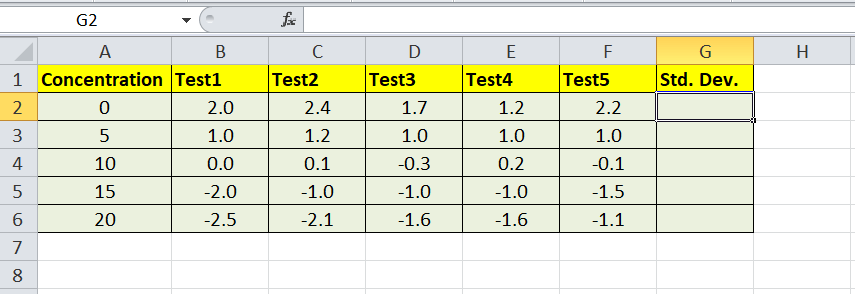 G2 fx
A B C D E F G H
1 Concentration Test1 Test2 Test3 Test4 Test5 Std. Dev.
2 0 2.0 2.4 1.7 1.2 2.2
3 5 1.0 1.2 1.0 1.0 1.0
4 10 0.0 0.1 -0.3 0.2 -0.1
5 15 -2.0 -1.0 -1.0 -1.0 -1.5
6 20 -2.5 -2.1 -1.6 -1.6 -1.1
7
8